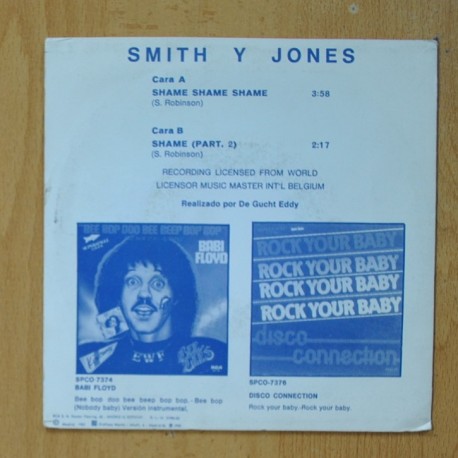 SMITH Y JONES
Cara A
SHAME SHAME SHAME 3:58
(S. Robinson)
Cara B
SHAME (PART. 2) 2:17
(S. Robinson)
RECORDING LICENSED FROM WORLD
LICENSOR MUSIC MASTER INT'L BELGIUM
Realizado por De Gucht Eddy
BEE BOP DOO BEE BEEP BOP BOP
BABI
FLOYD
EWF
ROCK YOUR BABY
ROCK YOUR BABY
ROCK YOUR BABY
ROCK YOUR BABY
disco
connection
SPCO-7374
BABI FLOYD
Bee bop doo bee beep bop bop.- Bee bop
(Nobody baby) Versión instrumental.
SPCO-7376
DISCO CONNECTION
Rock your baby.-Rock your baby.